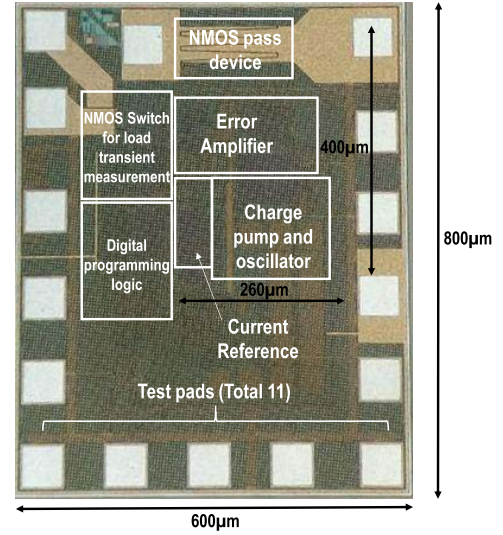 NMOS pass
device
NMOS Switch
for load
transient
measurement
Error
Amplifier
400µm
800µm
Digital
programming
logic
Charge
pump and
oscillator
260µm
Current
Reference
Test pads (Total 11)
600µm